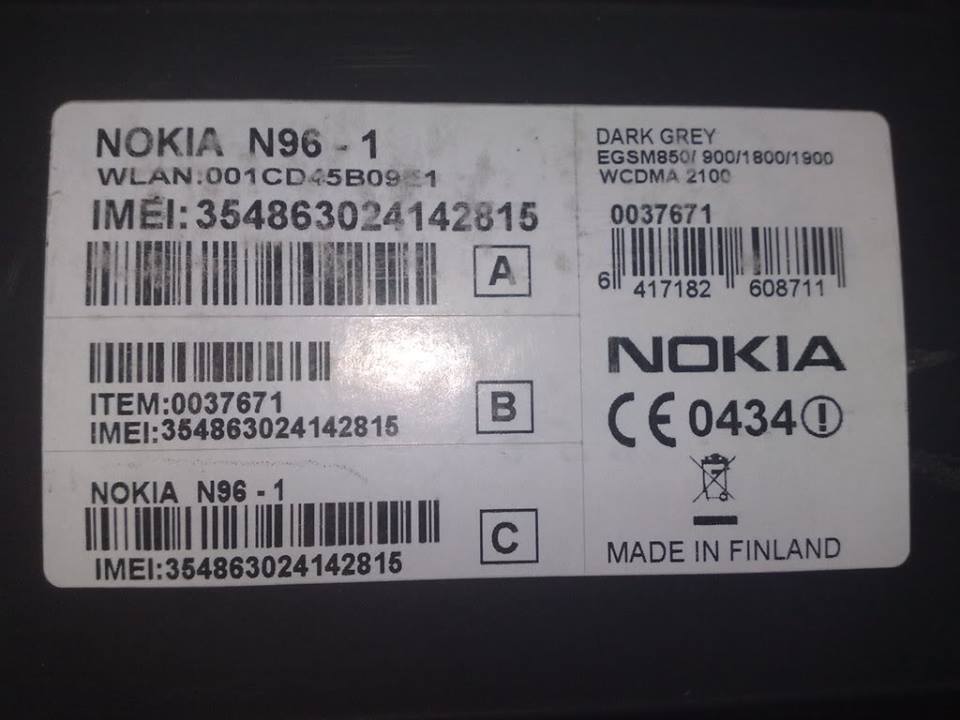 NOKIA N96 - 1
IMEI:354863024142815
A
ITEM:0037671
IMEI:354863024142815
B
NOKIA N96 - 1
IMEI:354863024142815
C
DARK GREY
EGSM850/ 900/1800/1900
WCDMA 2100
0037671
6 417182 608711
NOKIA
CE 0434 !
MADE IN FINLAND